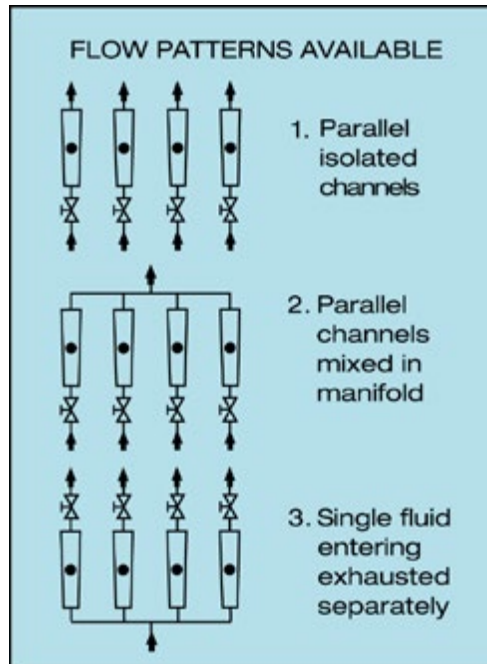 FLOW PATTERNS AVAILABLE
1. Parallel
isolated
channels
2. Parallel
channels
mixed in
manifold
3. Single fluid
entering
exhausted
separately